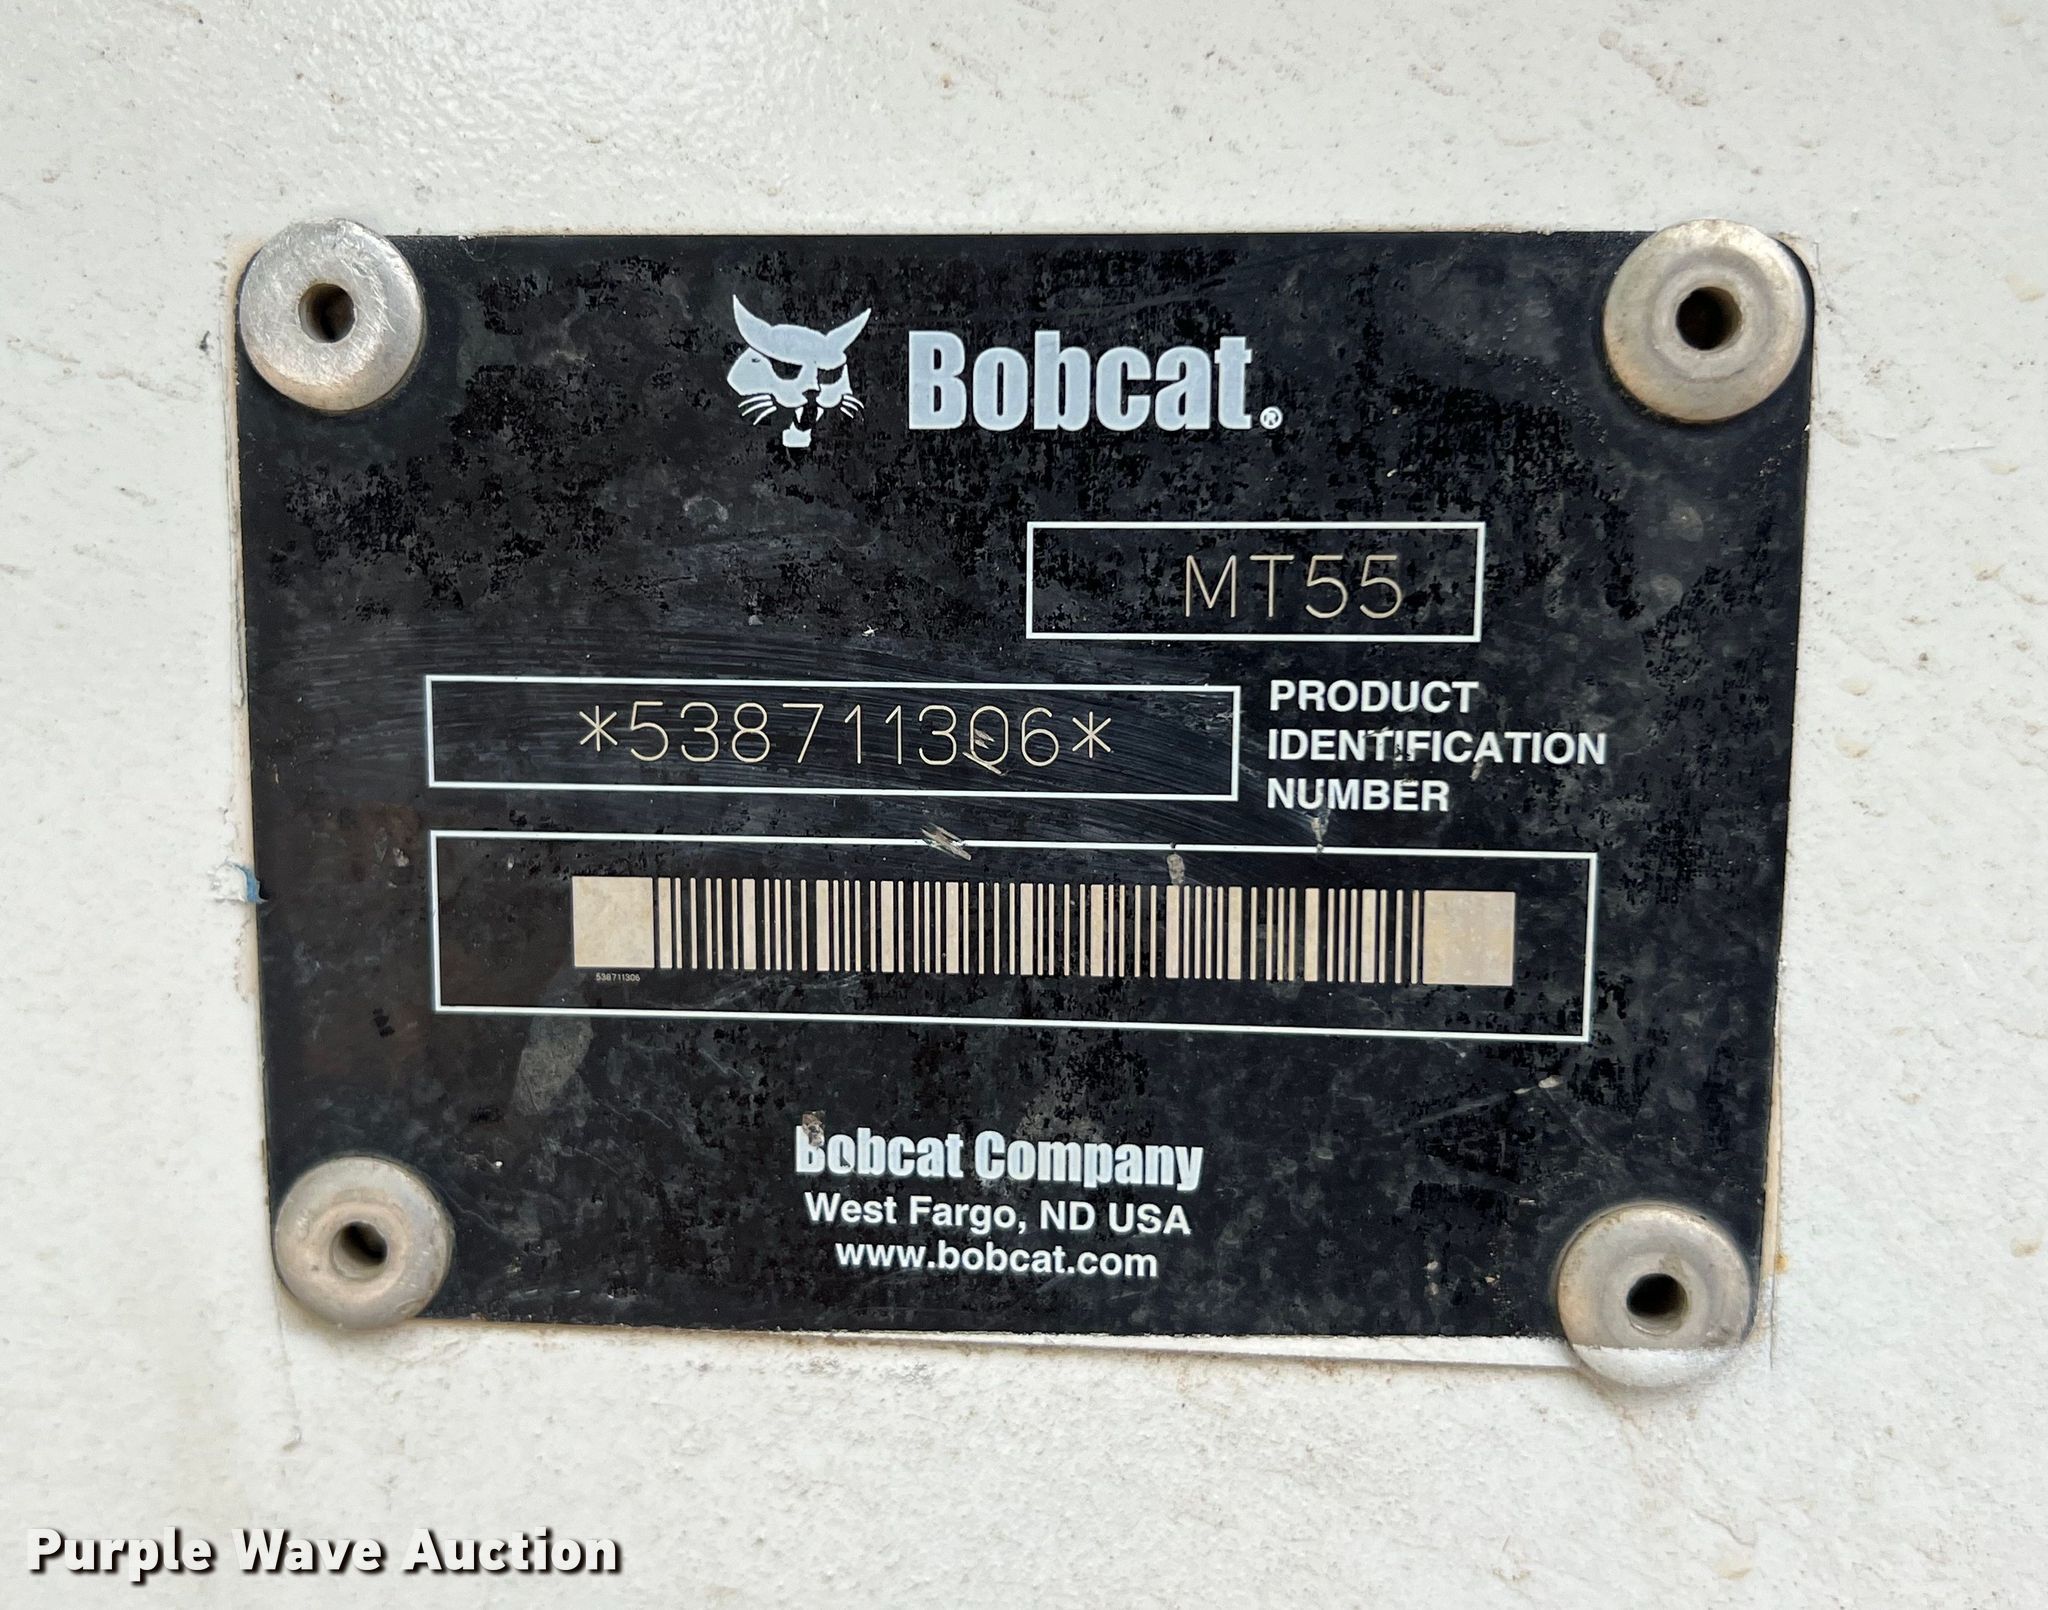 Bobcat®
MT55
*538711306*
PRODUCT
IDENTIFICATION
NUMBER
538711306
Bobcat Company
West Fargo, ND USA
www.bobcat.com
Purple Wave Auction